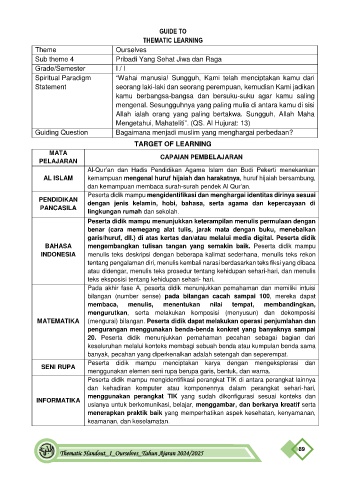 GUIDE TO
THEMATIC LEARNING
Theme Ourselves
Sub theme 4 Pribadi Yang Sehat Jiwa dan Raga
Grade/Semester I / I
Spiritual Paradigm Statement "Wahai manusia! Sungguh, Kami telah menciptakan kamu dari
seorang laki-laki dan seorang perempuan, kemudian Kami jadikan
kamu berbangsa-bangsa dan bersuku-suku agar kamu saling
mengenal. Sesungguhnya yang paling mulia di antara kamu di sisi
Allah ialah orang yang paling bertakwa. Sungguh, Allah Maha
Mengetahui, Mahateliti". (QS. Al Hujurat: 13)
Guiding Question Bagaimana menjadi muslim yang menghargai perbedaan?
TARGET OF LEARNING
MATA PELAJARAN CAPAIAN PEMBELAJARAN
AL ISLAM
Al-Qur'an dan Hadis Pendidikan Agama Islam dan Budi Pekerti menekankan
kemampuan mengenal huruf hijaiah dan harakatnya, huruf hijaiah bersambung,
dan kemampuan membaca surah-surah pendek Al Qur'an.
PENDIDIKAN PANCASILA
Peserta didik mampu mengidentifikasi dan menghargai identitas dirinya sesuai
dengan jenis kelamin, hobi, bahasa, serta agama dan kepercayaan di
lingkungan rumah dan sekolah.
BAHASA INDONESIA
Peserta didik mampu menunjukkan keterampilan menulis permulaan dengan
benar (cara memegang alat tulis, jarak mata dengan buku, menebalkan
garis/huruf, dll.) di atas kertas dan/atau melalui media digital. Peserta didik
mengembangkan tulisan tangan yang semakin baik. Peserta didik mampu
menulis teks deskripsi dengan beberapa kalimat sederhana, menulis teks rekon
tentang pengalaman diri, menulis kembali narasi berdasarkan teks fiksi yang dibaca
atau didengar, menulis teks prosedur tentang kehidupan sehari-hari, dan menulis
teks eksposisi tentang kehidupan sehari- hari.
MATEMATIKA
Pada akhir fase A, peserta didik menunjukkan pemahaman dan memiliki intuisi
bilangan (number sense) pada bilangan cacah sampai 100, mereka dapat
membaca, menulis, menentukan nilai tempat, membandingkan,
mengurutkan, serta melakukan komposisi (menyusun) dan dekomposisi
(mengurai) bilangan. Peserta didik dapat melakukan operasi penjumlahan dan
pengurangan menggunakan benda-benda konkret yang banyaknya sampai
20. Peserta didik menunjukkan pemahaman pecahan sebagai bagian dari
keseluruhan melalui konteks membagi sebuah benda atau kumpulan benda sama
banyak, pecahan yang diperkenalkan adalah setengah dan seperempat.
SENI RUPA
Peserta didik mampu menciptakan karya dengan mengeksplorasi dan
menggunakan elemen seni rupa berupa garis, bentuk, dan warna.
INFORMATIKA
Peserta didik mampu mengidentifikasi perangkat TIK di antara perangkat lainnya
dan kehadiran komputer atau komponennya dalam perangkat sehari-hari,
menggunakan perangkat TIK yang sudah dikonfigurasi sesuai konteks dan
usianya untuk berkomunikasi, belajar, menggambar, dan berkarya kreatif serta
menerapkan praktik baik yang memperhatikan aspek kesehatan, kenyamanan,
keamanan, dan keselamatan.
Thematic Handout_1_Ourselves_Tahun Ajaran 2024/2025
89